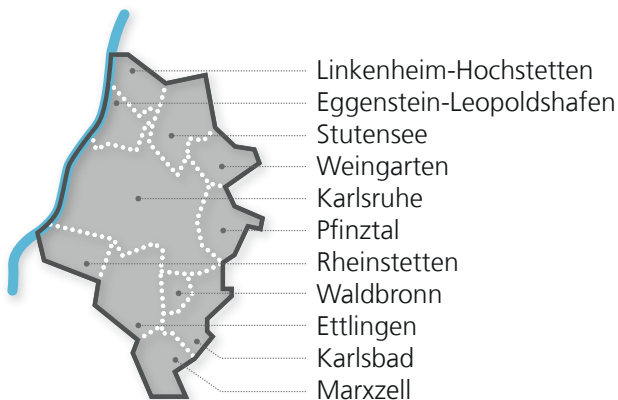 Linkenheim-Hochstetten
Eggenstein-Leopoldshafen
Stutensee
Weingarten
Karlsruhe
Pfinztal
Rheinstetten
Waldbronn
Ettlingen
Karlsbad
Marxzell